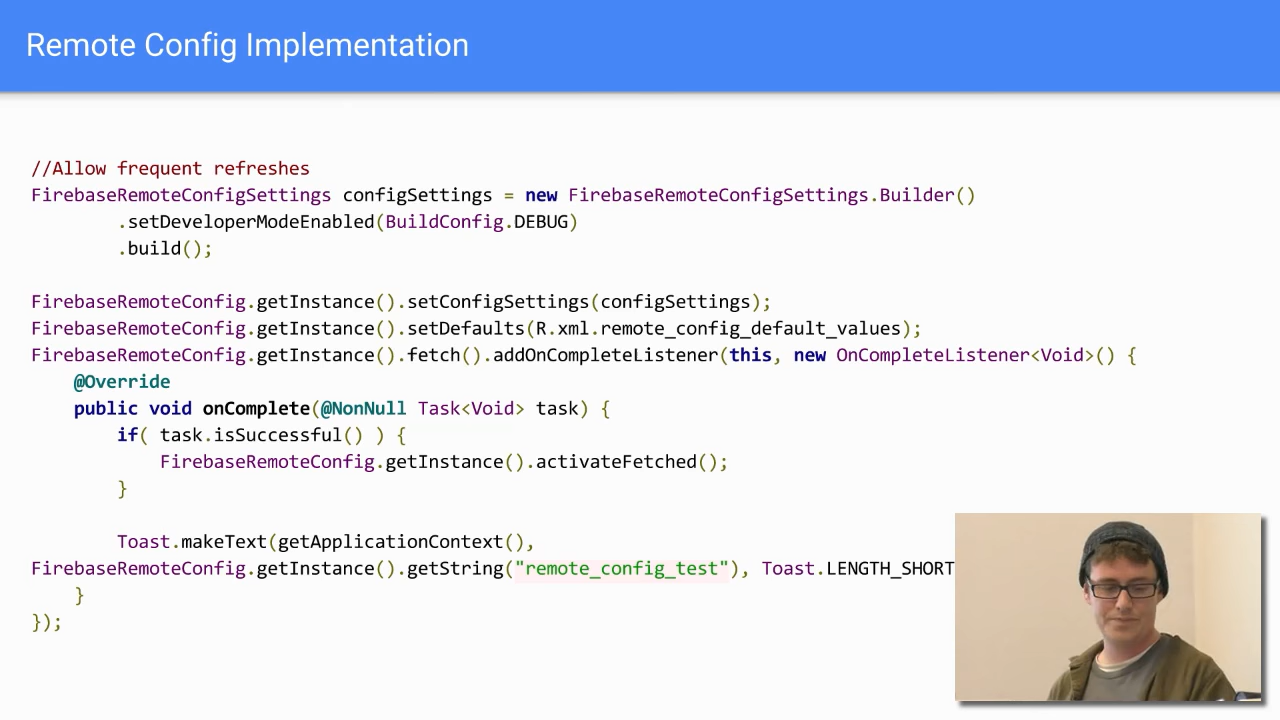 Remote Config Implementation
//Allow frequent refreshes
FirebaseRemoteConfigSettings configSettings = new FirebaseRemoteConfigSettings.Builder()
.setDeveloperModeEnabled(BuildConfig.DEBUG)
.build();
FirebaseRemoteConfig.getInstance().setConfigSettings(configSettings);
FirebaseRemoteConfig.getInstance().setDefaults(R.xml.remote_config_default_values);
FirebaseRemoteConfig.getInstance().fetch().addOnCompleteListener(this, new OnCompleteListener<Void>() {
@Override
public void onComplete(@NonNull Task<Void> task) {
if( task.isSuccessful() ) {
FirebaseRemoteConfig.getInstance().activateFetched();
}
Toast.makeText(getApplicationContext(),
FirebaseRemoteConfig.getInstance().getString("remote_config_test"), Toast.LENGTH_SHORT
}
});